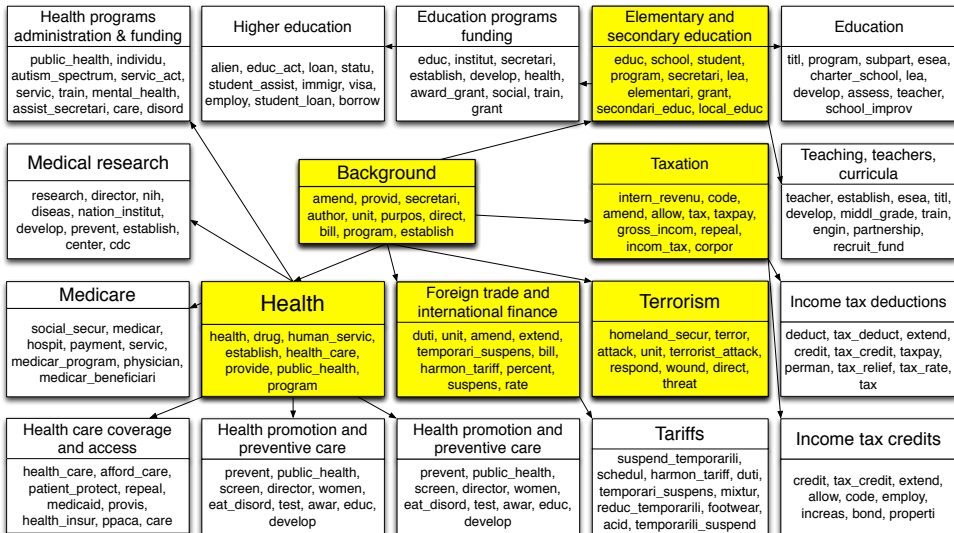 Health programs
administration & funding
public_health, individu,
autism_spectrum, servic_act,
servic, train, mental_health,
assist_secretari, care, disord
Higher education
alien, educ_act, loan, statu,
student_assist, immigr, visa,
employ, student_loan, borrow
Education programs
funding
educ, institut, secretari,
establish, develop, health,
award_grant, social, train,
grant
Elementary and
secondary education
educ, school, student,
program, secretari, lea,
elementari, grant,
secondari_educ, local_educ
Education
titl, program, subpart, esea,
charter_school, lea,
develop, assess, teacher,
school_improv
Medical research
research, director, nih,
diseas, nation_institut,
develop, prevent, establish,
center, cdc
Background
amend, provid, secretari,
author, unit, purpos, direct,
bill, program, establish
Taxation
intern_revenu, code,
amend, allow, tax, taxpay,
gross_incom, repeal,
incom_tax, corpor
Teaching, teachers,
curricula
teacher, establish, esea, titl,
develop, middl_grade, train,
engin, partnership,
recruit_fund
Medicare
social_secur, medicar,
hospit, payment, servic,
medicar_program, physician,
medicar_beneficiari
Health
health, drug, human_servic,
establish, health_care,
provide, public_health,
program
Foreign trade and
international finance
duti, unit, amend, extend,
temporari_suspens, bill,
harmon_tariff, percent,
suspens, rate
Terrorism
homeland_secur, terror,
attack, unit, terrorist_attack,
respond, wound, direct,
threat
Income tax deductions
deduct, tax_deduct, extend,
credit, tax_credit, taxpay,
perman, tax_relief, tax_rate,
tax
Health care coverage
and access
health_care, afford_care,
patient_protect, repeal,
medicaid, provis,
health_insur, ppaca, care
Health promotion and
preventive care
prevent, public_health,
screen, director, women,
eat_disord, test, awar, educ,
develop
Health promotion and
preventive care
prevent, public_health,
screen, director, women,
eat_disord, test, awar, educ,
develop
Tariffs
suspend_temporarili,
schedul, harmon_tariff, duti,
temporari_suspens, mixtur,
reduc_temporarili, footwear,
acid, temporarili_suspend
Income tax credits
credit, tax_credit, extend,
allow, code, employ,
increas, bond, properti